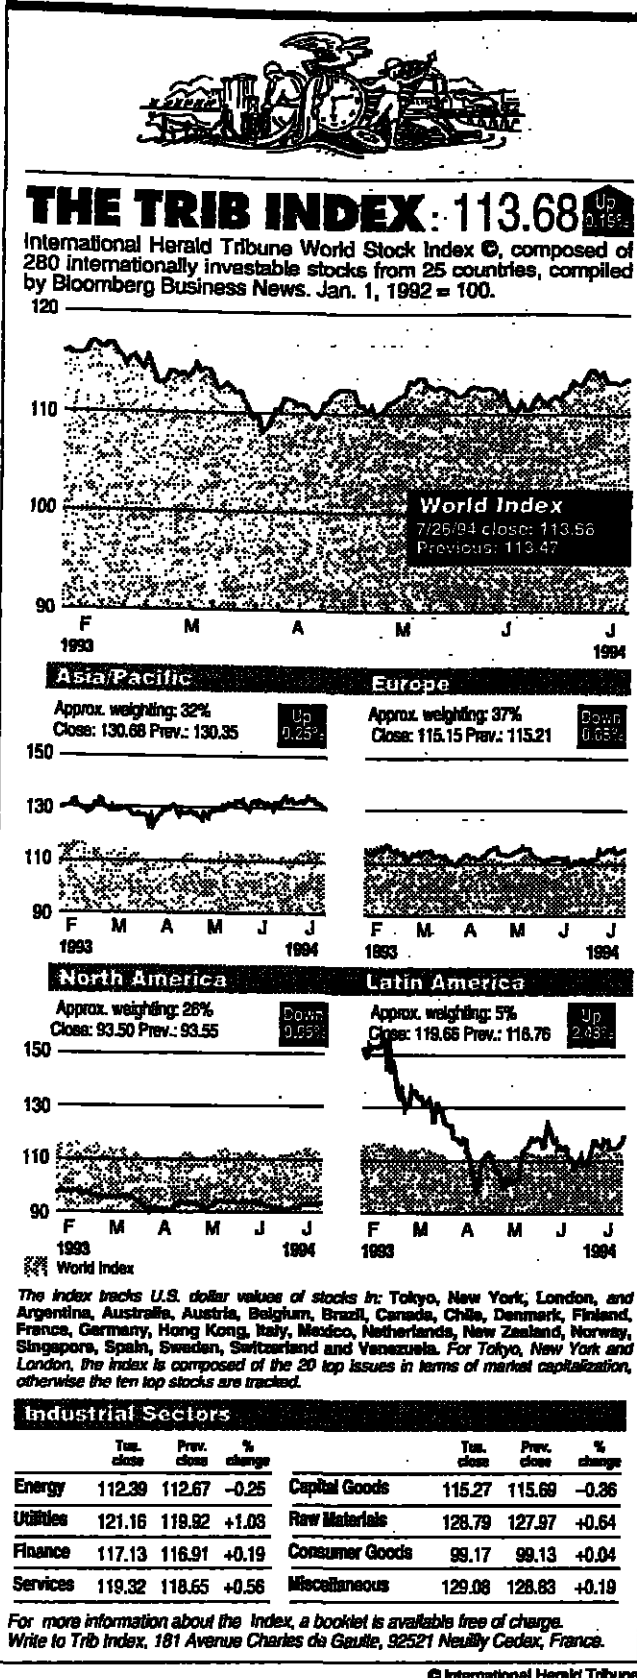 THE TRIB INDEX: 113.68 Up 0.19%
International Herald Tribune World Stock Index ©, composed of
280 internationally investable stocks from 25 countries, compiled
by Bloomberg Business News. Jan. 1, 1992 = 100.
120
110
100
90
World Index
7/26/94 close:
Previous: 113.47
F M A M J J
1993 1994
Asia/Pacific
Approx. weighting: 32%
Close: 130.68 Prev.: 130.35
Up
0.25%
150
130
110
90
F M A M J J
1993 1994
Europe
Approx. weighting: 37%
Close: 115.15 Prev.: 115.21
Down
0.05%
F M A M J J
1993 1994
North America
Approx. weighting: 26%
Close: 93.50 Prev.: 93.55
Down
0.05%
150
130
110
90
F M A M J J
1993 1994
World Index
Latin America
Approx. weighting: 5%
Close: 119.66 Prev.: 116.76
Up
2.48%
F M A M J J
1993 1994
The index tracks U.S. dollar values of stocks in: Tokyo, New York, London, and
Argentina, Australia, Austria, Belgium, Brazil, Canada, Chile, Denmark, Finland,
France, Germany, Hong Kong, Italy, Mexico, Netherlands, New Zealand, Norway,
Singapore, Spain, Sweden, Switzerland and Venezuela. For Tokyo, New York and
London, the index is composed of the 20 top issues in terms of market capitalization,
otherwise the ten top stocks are tracked.
Industrial Sectors
Tue. close Prev. close % change
Energy 112.39 112.67 –0.25
Utilities 121.16 119.92 +1.03
Finance 117.13 116.91 +0.19
Services 119.32 118.65 +0.56
Tue. close Prev. close % change
Capital Goods 115.27 115.69 –0.36
Raw Materials 128.79 127.97 +0.64
Consumer Goods 99.17 99.13 +0.04
Miscellaneous 129.08 128.83 +0.19
For more information about the Index, a booklet is available free of charge.
Write to Trib Index, 181 Avenue Charles de Gaulle, 92521 Neuilly Cedex, France.
© International Herald Tribune